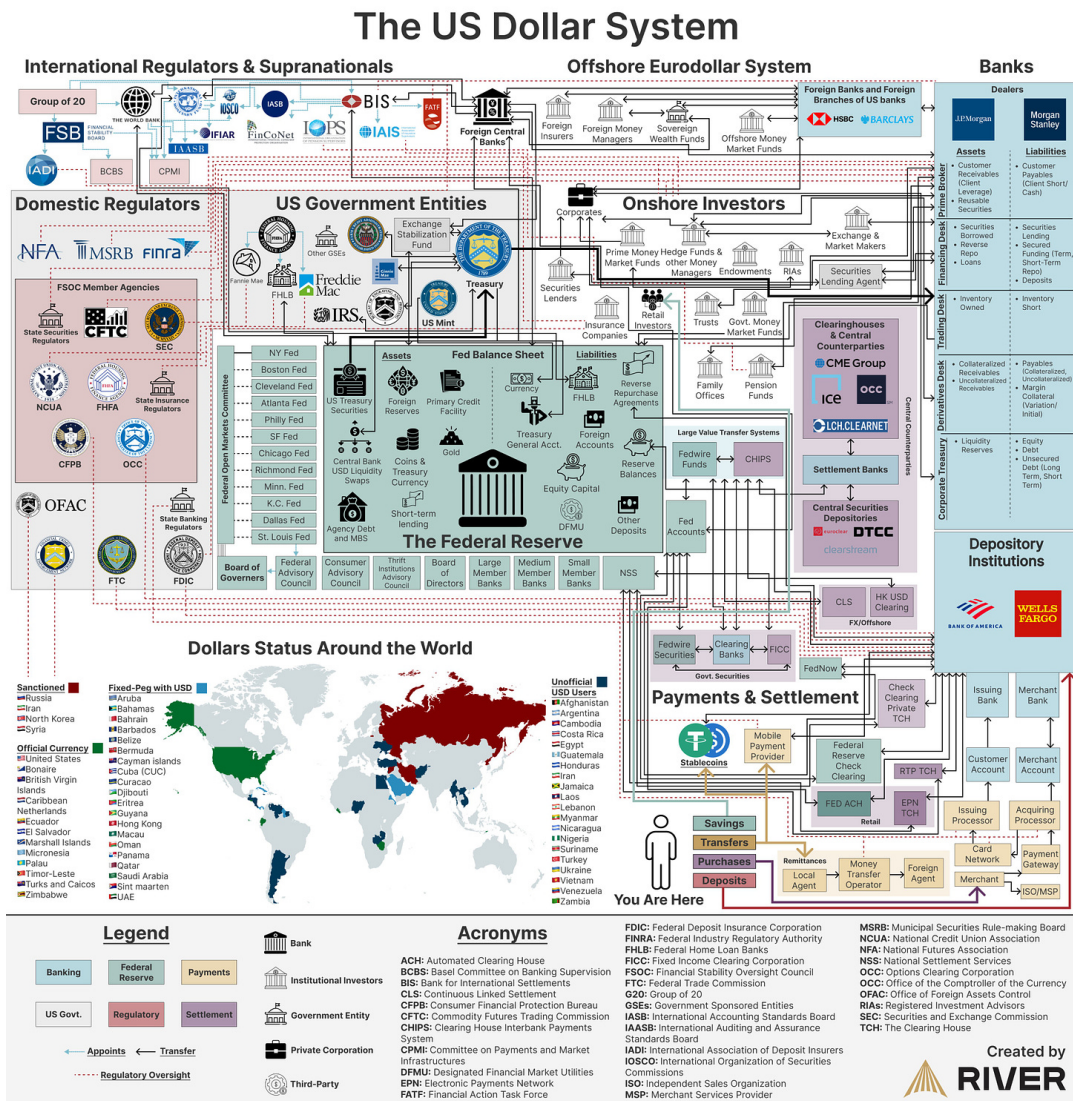 The US Dollar System
International Regulators & Supranationals
Offshore Eurodollar System
Banks
Group of 20
THE WORLD BANK
IOSCO
IASB
BIS
FATF
FSB
FINANCIAL
STABILITY
BOARD
IFIAR
IAASB
FinCoNet
IOPS
IAIS
IADI
BCBS
CPMI
Foreign Central
Banks
Foreign
Insurers
Foreign Money
Managers
Sovereign
Wealth Funds
Offshore Money
Market Funds
Foreign Banks and Foreign
Branches of US banks
HSBC
BARCLAYS
Dealers
J.P.Morgan
Morgan
Stanley
Assets
Liabilities
Prime Broker
• Customer
Receivables
(Client
Leverage)
• Reusable
Securities
• Customer
Payables
(Client Short/
Cash)
Financing Desk
• Securities
Borrowed
• Reverse
Repo
• Loans
• Securities
Lending
• Secured
Funding (Term,
Short-Term
Repo)
• Deposits
Trading Desk
• Inventory
Owned
• Inventory
Short
Derivatives Desk
• Collateralized
Receivables
• Uncollateralized
Receivables
• Payables
(Collateralized,
Uncollateralized)
• Margin
Collateral
(Variation/
Initial)
Corporate Treasury
• Liquidity
Reserves
• Equity
• Debt
• Unsecured
Debt (Long
Term, Short
Term)
Domestic Regulators
NFA
MSRB
finra
FSOC Member Agencies
State Securities
Regulators
CFTC
SEC
NCUA
FHFA
State Insurance
Regulators
CFPB
OCC
OFAC
State Banking
Regulators
FTC
FDIC
US Government Entities
Fannie Mae
FHLB
Other GSEs
Freddie
Mac
Exchange
Stabilization
Fund
Ginnie
Mae
Treasury
IRS
US Mint
Onshore Investors
Corporates
Securities
Lenders
Prime Money
Market Funds
Hedge Funds &
other Money
Managers
Endowments
RIAs
Exchange &
Market Makers
Securities
Lending Agent
Insurance
Companies
Retail
Investors
Trusts
Govt. Money
Market Funds
Family
Offices
Pension
Funds
Clearinghouses
& Central
Counterparties
CME Group
ice
OCC
LCH.CLEARNET
Central Counterparties
Settlement Banks
Central Securities
Depositories
euroclear
DTCC
clearstream
Federal Open Markets Committee
NY Fed
Boston Fed
Cleveland Fed
Atlanta Fed
Philly Fed
SF Fed
Chicago Fed
Richmond Fed
Minn. Fed
K.C. Fed
Dallas Fed
St. Louis Fed
Assets
Fed Balance Sheet
Liabilities
US Treasury
Securities
Foreign
Reserves
Primary Credit
Facility
Currency
FHLB
Reverse
Repurchase
Agreements
Central Bank
USD Liquidity
Swaps
Coins &
Treasury
Currency
Gold
Treasury
General Acct.
Foreign
Accounts
Reserve
Balances
Agency Debt
and MBS
Short-term
lending
Equity Capital
DFMU
Other
Deposits
The Federal Reserve
Board of
Governors
Federal
Advisory
Council
Consumer
Advisory
Council
Thrift
Institutions
Advisory
Council
Board
of
Directors
Large
Member
Banks
Medium
Member
Banks
Small
Member
Banks
NSS
Large Value Transfer Systems
Fedwire
Funds
CHIPS
Fed
Accounts
CLS
HK USD
Clearing
FX/Offshore
Depository
Institutions
BANK OF AMERICA
WELLS
FARGO
Fedwire
Securities
Clearing
Banks
FICC
Govt. Securities
FedNow
Payments & Settlement
Check
Clearing
Private
TCH
Stablecoins
Mobile
Payment
Provider
Federal
Reserve
Check
Clearing
RTP TCH
FED ACH
EPN
TCH
Retail
Issuing
Bank
Merchant
Bank
Customer
Account
Merchant
Account
Issuing
Processor
Acquiring
Processor
Card
Network
Payment
Gateway
Merchant
ISO/MSP
You Are Here
Savings
Transfers
Purchases
Deposits
Remittances
Local
Agent
Money
Transfer
Operator
Foreign
Agent
Dollars Status Around the World
Sanctioned
Russia
Iran
North Korea
Syria
Official Currency
United States
Bonaire
British Virgin
Islands
Caribbean
Netherlands
Ecuador
El Salvador
Marshall Islands
Micronesia
Palau
Timor-Leste
Turks and Caicos
Zimbabwe
Fixed-Peg with USD
Aruba
Bahamas
Bahrain
Barbados
Belize
Bermuda
Cayman islands
Cuba (CUC)
Curacao
Djibouti
Eritrea
Guyana
Hong Kong
Macau
Oman
Panama
Qatar
Saudi Arabia
Sint maarten
UAE
Unofficial
USD Users
Afghanistan
Argentina
Cambodia
Costa Rica
Egypt
Guatemala
Honduras
Iran
Jamaica
Laos
Lebanon
Myanmar
Nicaragua
Nigeria
Suriname
Turkey
Ukraine
Vietnam
Venezuela
Zambia
Legend
Banking
Federal
Reserve
Payments
US Govt.
Regulatory
Settlement
Appoints
Transfer
Regulatory Oversight
Bank
Institutional Investors
Government Entity
Private Corporation
Third-Party
Acronyms
ACH: Automated Clearing House
BCBS: Basel Committee on Banking Supervision
BIS: Bank for International Settlements
CLS: Continuous Linked Settlement
CFPB: Consumer Financial Protection Bureau
CFTC: Commodity Futures Trading Commission
CHIPS: Clearing House Interbank Payments
System
CPMI: Committee on Payments and Market
Infrastructures
DFMU: Designated Financial Market Utilities
EPN: Electronic Payments Network
FATF: Financial Action Task Force
FDIC: Federal Deposit Insurance Corporation
FINRA: Federal Industry Regulatory Authority
FHLB: Federal Home Loan Banks
FICC: Fixed Income Clearing Corporation
FSOC: Financial Stability Oversight Council
FTC: Federal Trade Commission
G20: Group of 20
GSEs: Government Sponsored Entities
IASB: International Accounting Standards Board
IAASB: International Auditing and Assurance
Standards Board
IADI: International Association of Deposit Insurers
IOSCO: International Organization of Securities
Commissions
ISO: Independent Sales Organization
MSP: Merchant Services Provider
MSRB: Municipal Securities Rule-making Board
NCUA: National Credit Union Association
NFA: National Futures Association
NSS: National Settlement Services
OCC: Options Clearing Corporation
OCC: Office of the Comptroller of the Currency
OFAC: Office of Foreign Assets Control
RIAs: Registered Investment Advisors
SEC: Securities and Exchange Commission
TCH: The Clearing House
Created by
RIVER